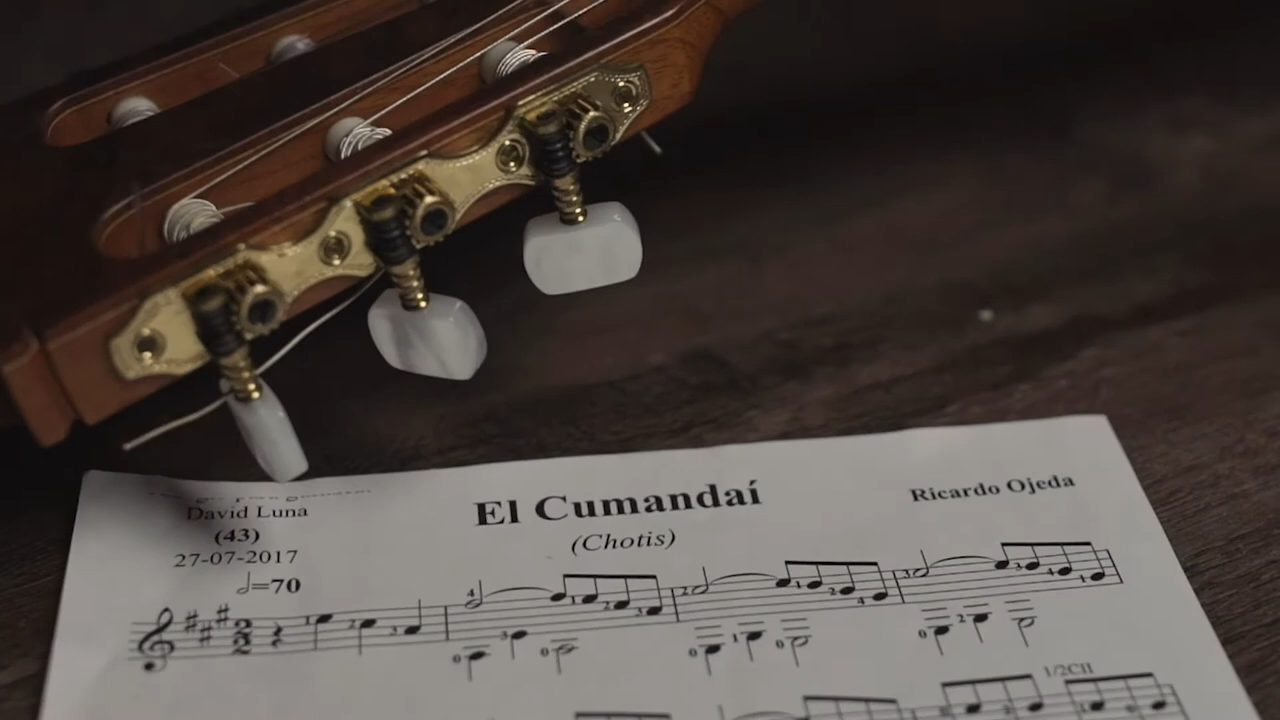 David Luna
(43)
27-07-2017
=70
El Cumandaí
(Chotis)
Ricardo Ojeda
1/2CII